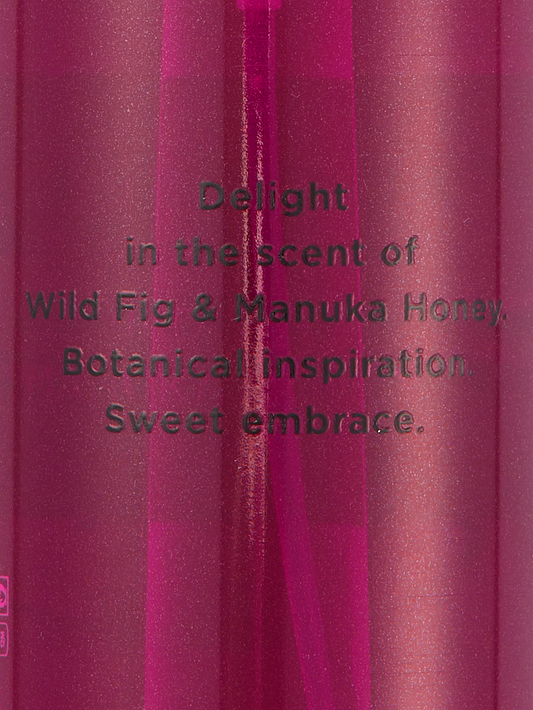 Delight
in the scent of
Wild Fig & Manuka Honey.
Botanical inspiration.
Sweet embrace.